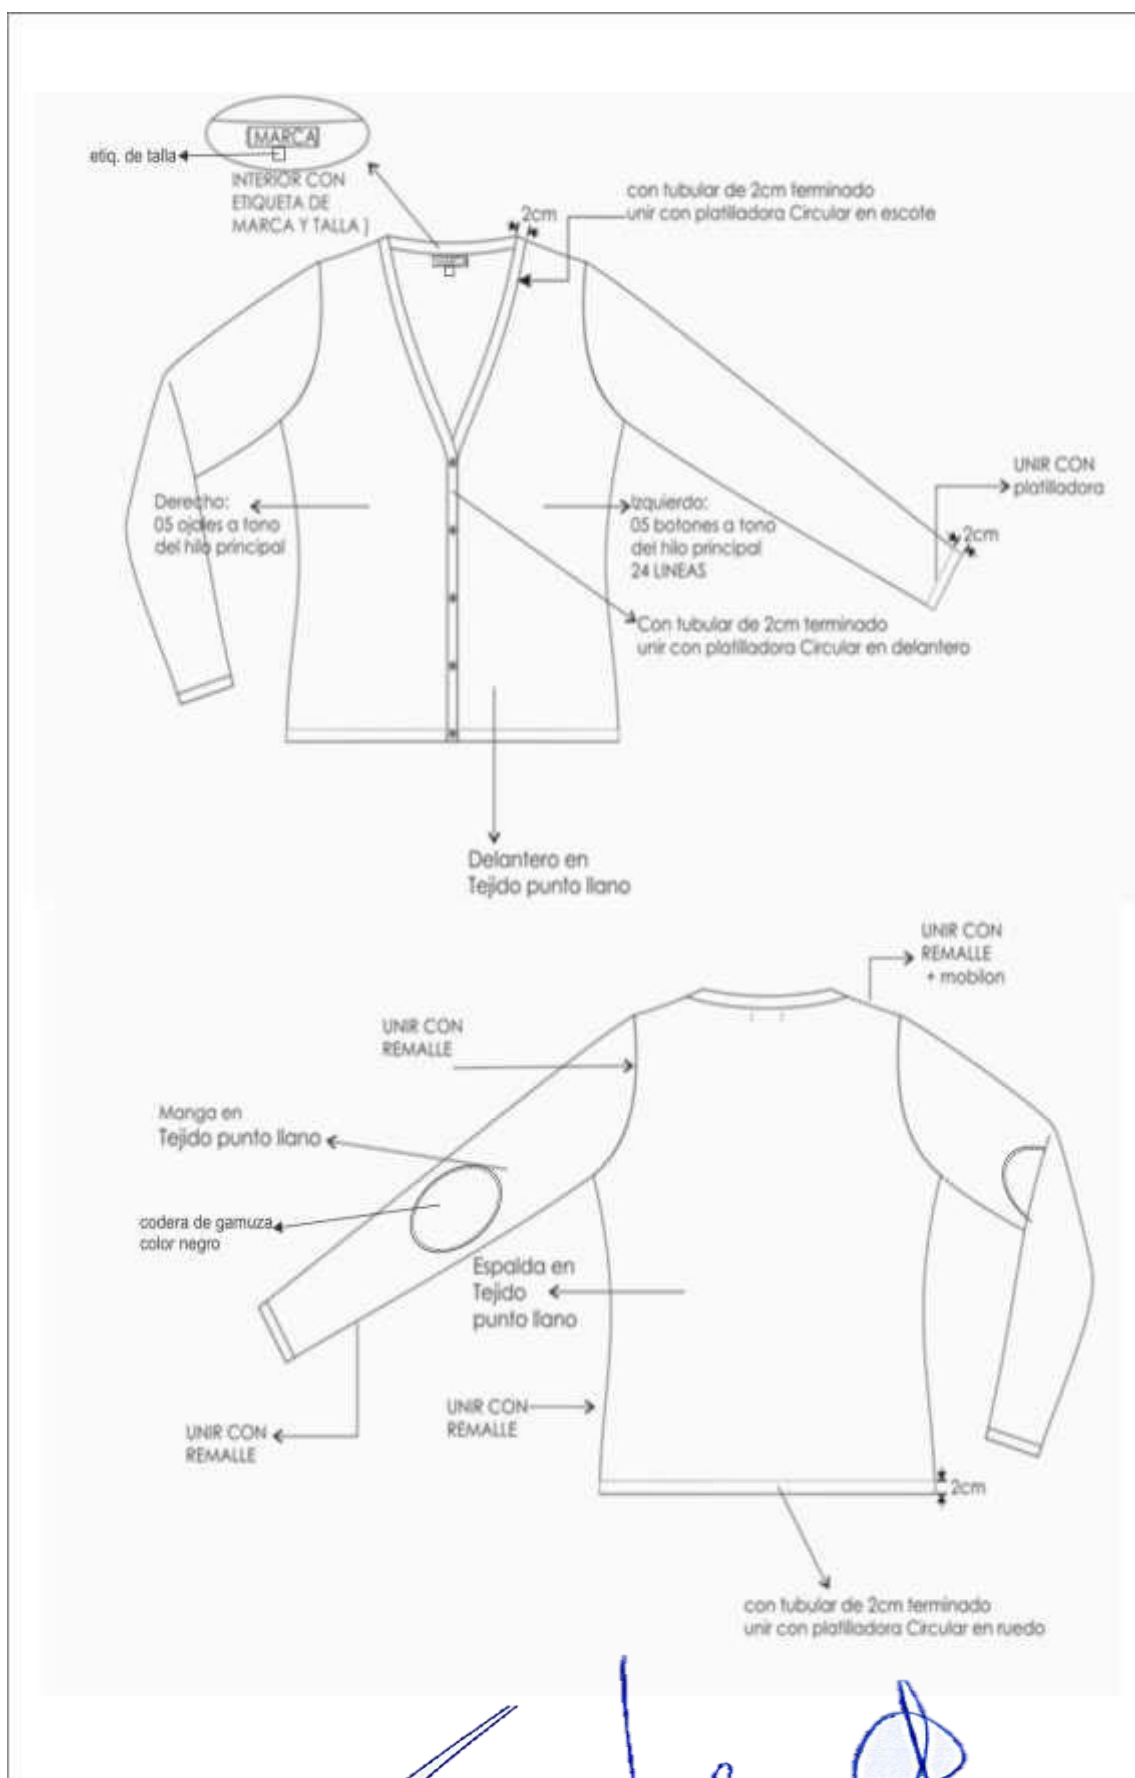 MARCA
etiq. de talla
INTERIOR CON
ETIQUETA DE
MARCA Y TALLA )
2cm
con tubular de 2cm terminado
unir con platilladora Circular en escote
MARCA
UNIR CON
platilladora
2cm
Derecho:
05 ojales a tono
del hilo principal
Izquierdo:
05 botones a tono
del hilo principal
24 LINEAS
Con tubular de 2cm terminado
unir con platilladora Circular en delantero
Delantero en
Tejido punto llano
UNIR CON
REMALLE
+ mobilon
UNIR CON
REMALLE
Manga en
Tejido punto llano
codera de gamuza
color negro
Espalda en
Tejido
punto llano
UNIR CON
REMALLE
UNIR CON
REMALLE
2cm
con tubular de 2cm terminado
unir con platilladora Circular en ruedo